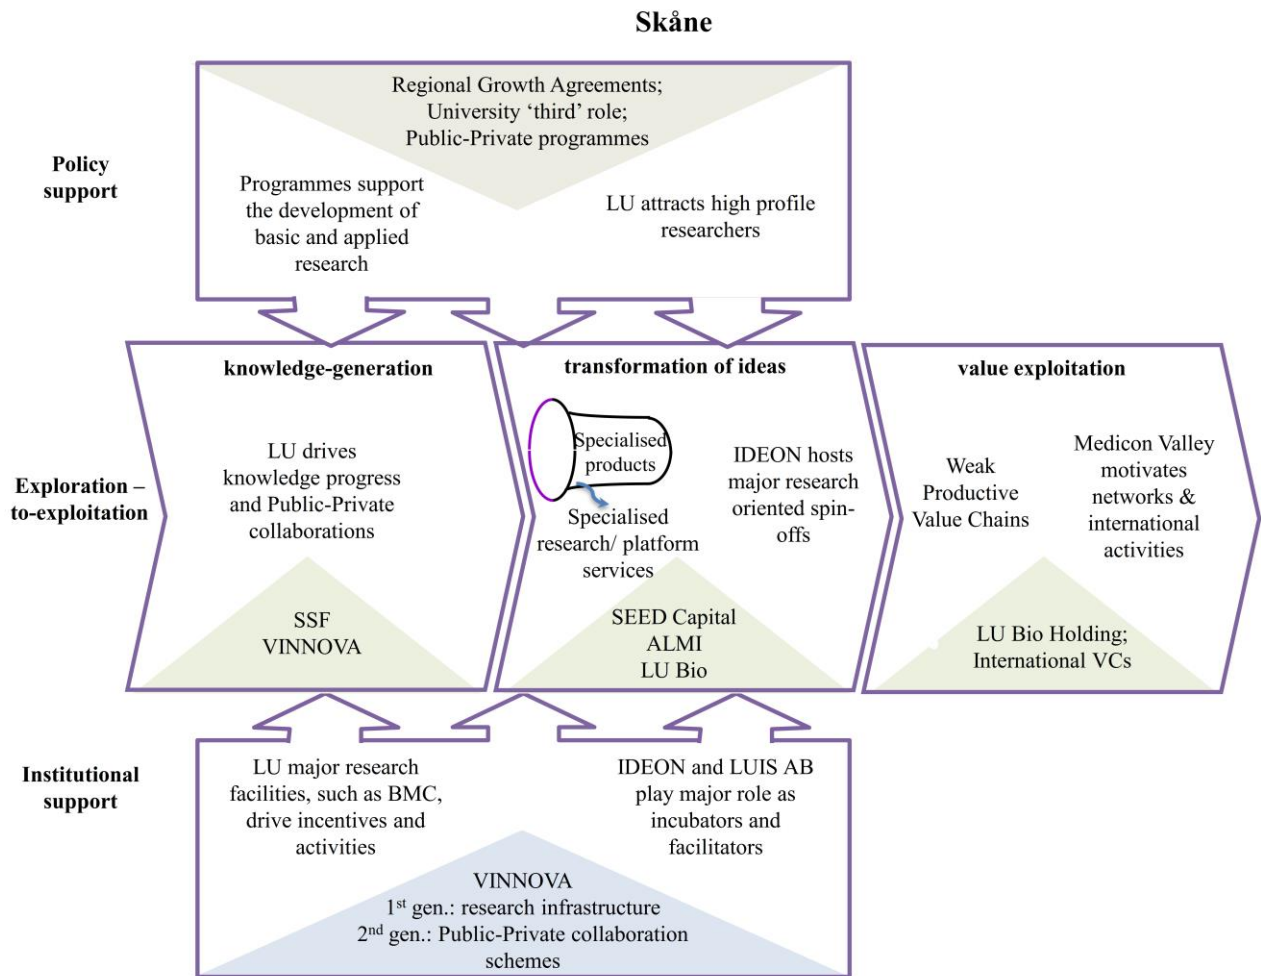 Skåne
Policy
support
Regional Growth Agreements;
University ‘third’ role;
Public-Private programmes
Programmes support
the development of
basic and applied
research
LU attracts high profile
researchers
Exploration –
to-exploitation
knowledge-generation
LU drives
knowledge progress
and Public-Private
collaborations
SSF
VINNOVA
transformation of ideas
Specialised
products
Specialised
research/ platform
services
IDEON hosts
major research
oriented spin-
offs
SEED Capital
ALMI
LU Bio
value exploitation
Weak
Productive
Value Chains
Medicon Valley
motivates
networks &
international
activities
LU Bio Holding;
International VCs
Institutional
support
LU major research
facilities, such as BMC,
drive incentives and
activities
IDEON and LUIS AB
play major role as
incubators and
facilitators
VINNOVA
1st gen.: research infrastructure
2nd gen.: Public-Private collaboration
schemes